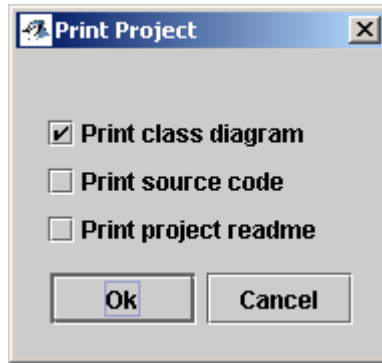 Print Project
Print class diagram
Print source code
Print project readme
Ok Cancel